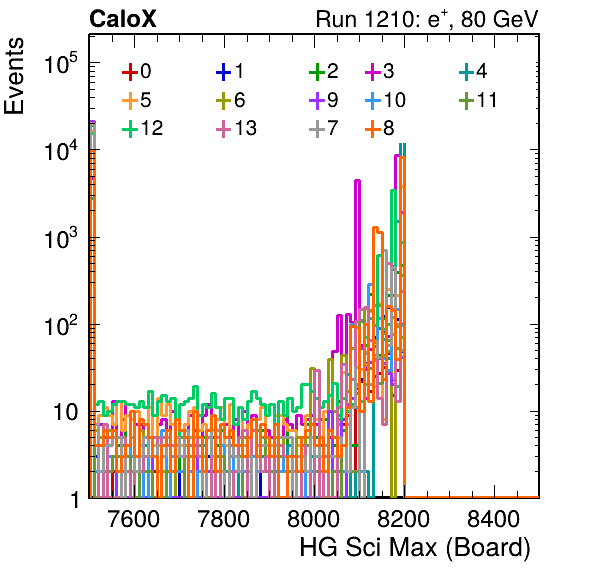 CaloX Run 1210: e⁺, 80 GeV
Events
0 1 2 3 4
5 6 9 10 11
12 13 7 8
10⁵
10⁴
10³
10²
10
1
7600 7800 8000 8200 8400
HG Sci Max (Board)